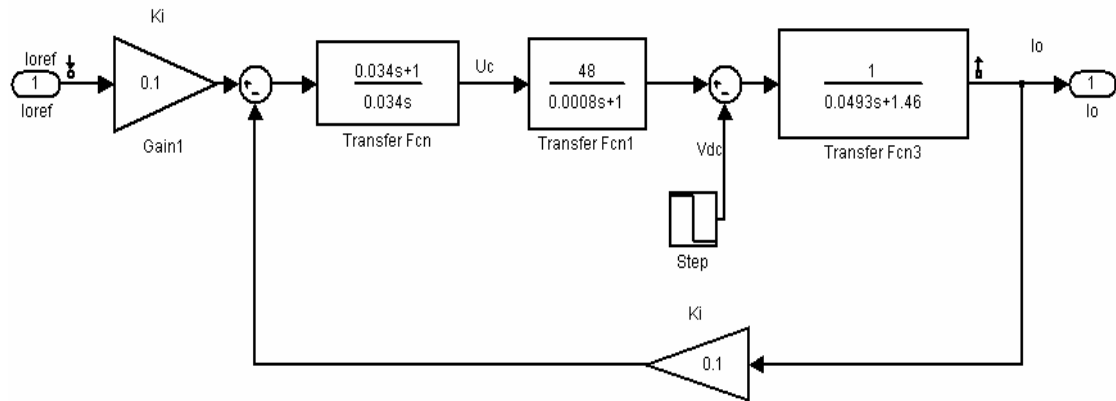 Ki
Ioref
1
Ioref
0.1
Gain1
0.034s+1
0.034s
Transfer Fcn
Uc
48
0.0008s+1
Transfer Fcn1
Vdc
Step
1
0.0493s+1.46
Transfer Fcn3
Io
1
Io
Ki
0.1